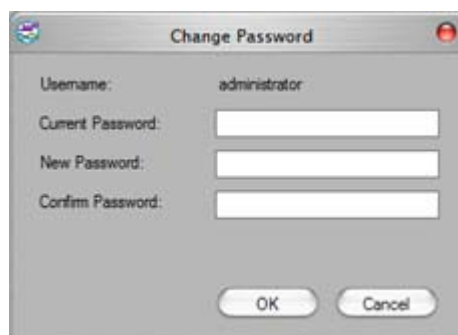 Change Password
Username: administrator
Current Password:
New Password:
Confirm Password:
OK Cancel